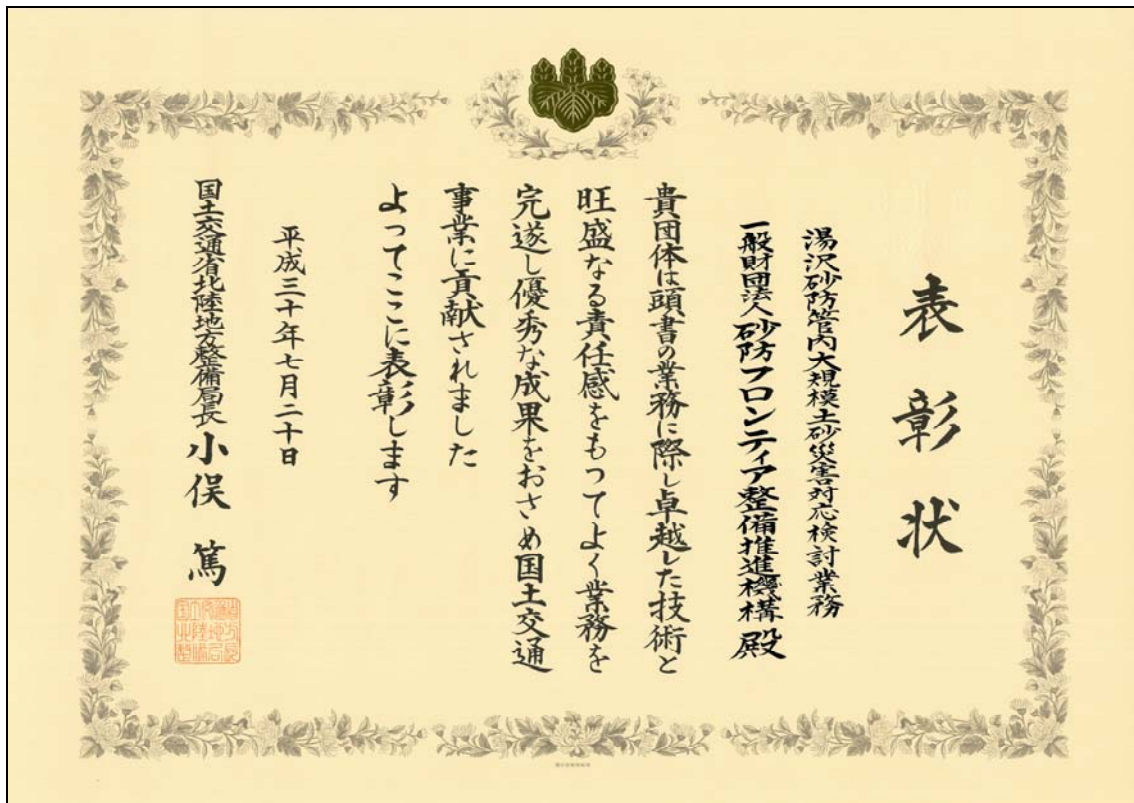 表彰状
湯沢砂防管内大規模土砂災害対応検討業務
一般財団法人 砂防フロンティア整備推進機構 殿
貴団体は頭書の業務に際し卓越した技術と
旺盛なる責任感をもつてよく業務を
完遂し優秀な成果をおさめ国土交通
事業に貢献されました
よってここに表彰します
平成三十年七月二十日
国土交通省北陸地方整備局長 小俣 篤